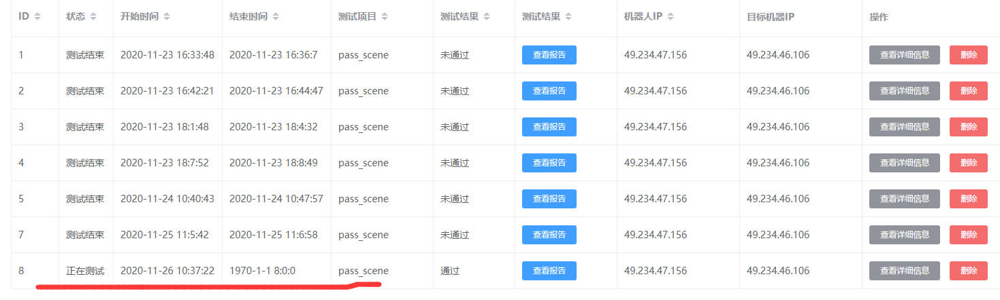 ID 状态 开始时间 结束时间 测试项目 测试结果 测试结果 机器人IP 目标机器IP 操作
1 测试结束 2020-11-23 16:33:48 2020-11-23 16:36:7 pass_scene 未通过 查看报告 49.234.47.156 49.234.46.106 查看详细信息 删除
2 测试结束 2020-11-23 16:42:21 2020-11-23 16:44:47 pass_scene 未通过 查看报告 49.234.47.156 49.234.46.106 查看详细信息 删除
3 测试结束 2020-11-23 18:1:48 2020-11-23 18:4:32 pass_scene 未通过 查看报告 49.234.47.156 49.234.46.106 查看详细信息 删除
4 测试结束 2020-11-23 18:7:52 2020-11-23 18:8:49 pass_scene 未通过 查看报告 49.234.47.156 49.234.46.106 查看详细信息 删除
5 测试结束 2020-11-24 10:40:43 2020-11-24 10:47:57 pass_scene 未通过 查看报告 49.234.47.156 49.234.46.106 查看详细信息 删除
7 测试结束 2020-11-25 11:5:42 2020-11-25 11:6:58 pass_scene 未通过 查看报告 49.234.47.156 49.234.46.106 查看详细信息 删除
8 正在测试 2020-11-26 10:37:22 1970-1-1 8:0:0 pass_scene 通过 查看报告 49.234.47.156 49.234.46.106 查看详细信息 删除